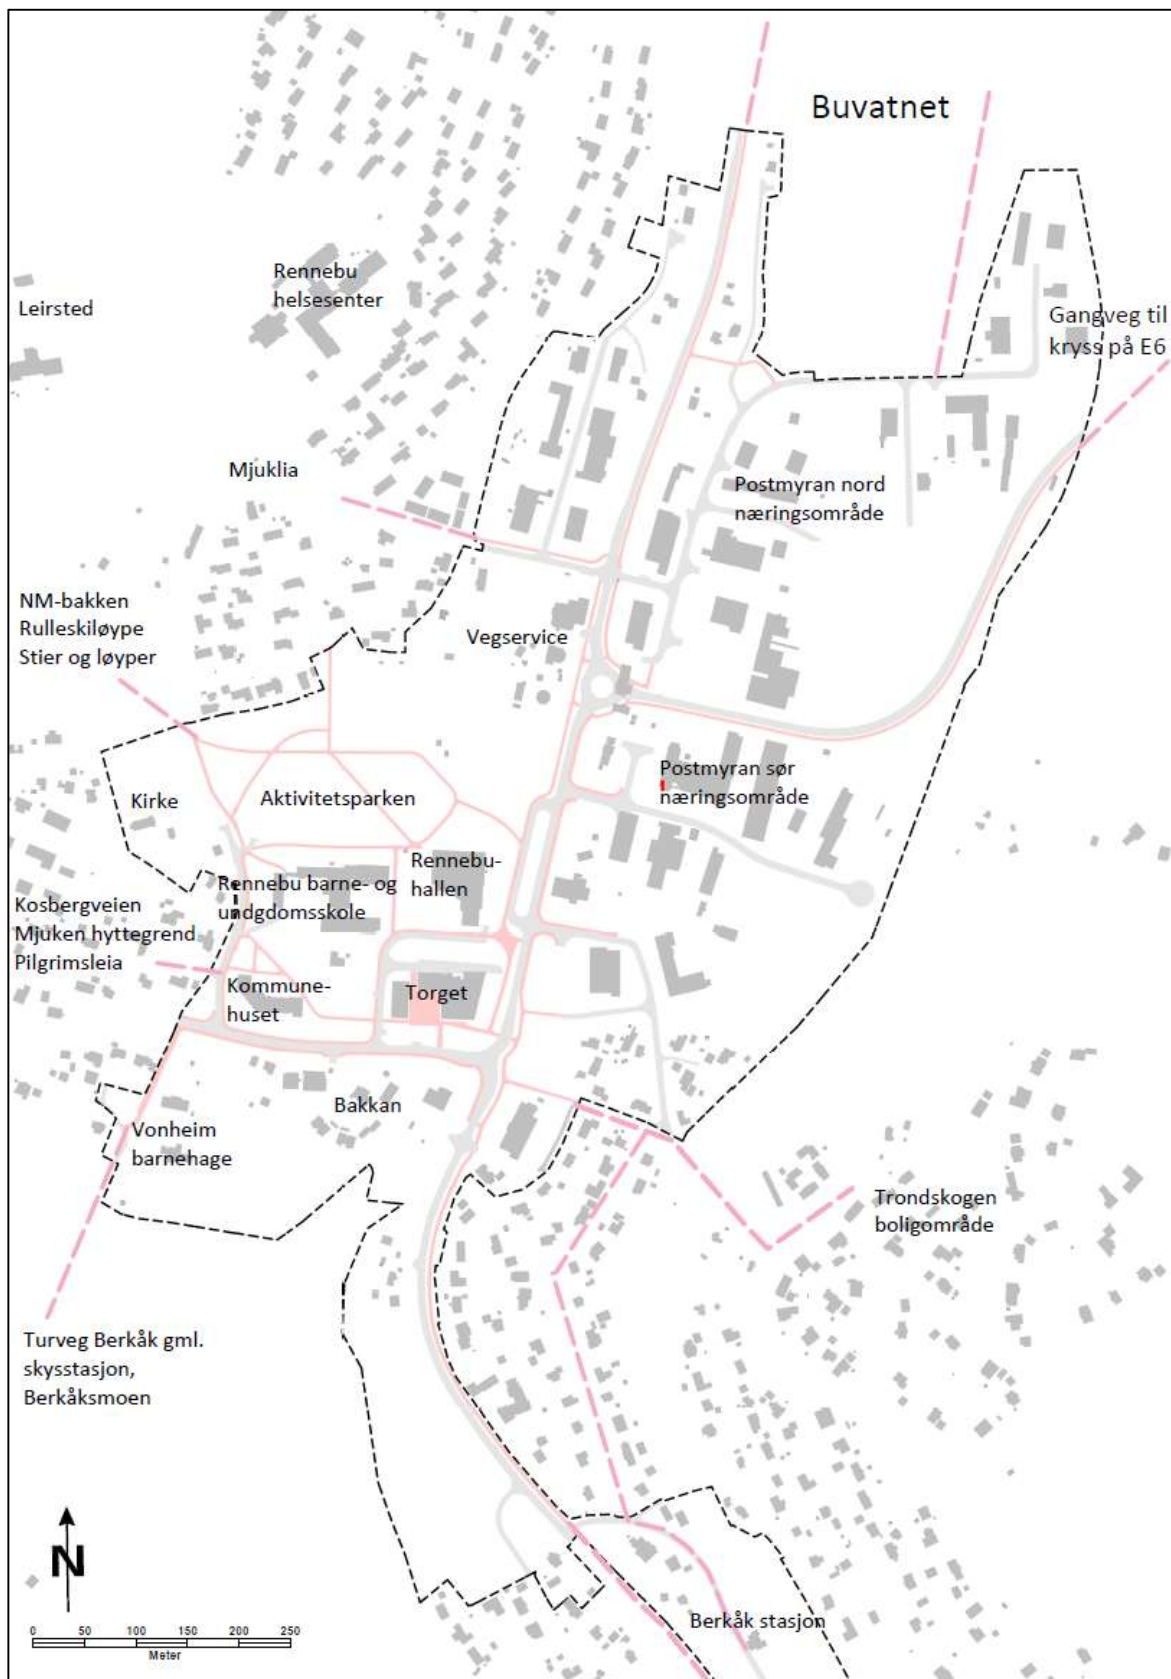 Buvatnet
Rennebu
helsesenter
Leirsted
Gangveg til
kryss på E6
Mjuklia
Postmyran nord
næringsområde
NM-bakken
Rulleskiløype
Stier og løyper
Vegservice
Postmyran sør
næringsområde
Kirke
Aktivitetsparken
Rennebu-
hallen
Rennebu barne- og
undgdomsskole
Kosbergveien
Mjuken hyttegrend
Pilgrimsleia
Kommune-
huset
Torget
Bakkan
Vonheim
barnehage
Trondskogen
boligområde
Turveg Berkåk gml.
skysstasjon,
Berkåksmoen
N
0 50 100 150 200 250
Meter
Berkåk stasjon